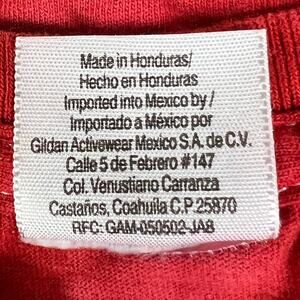 Made in Honduras/
Hecho en Honduras
Imported into Mexico by/
Importado a México por
Gildan Activewear Mexico S.A. de C.V.
Calle 5 de Febrero #147
Col. Venustiano Carranza
Castaños, Coahuila C.P. 25870
RFC: GAM-050502-JA8